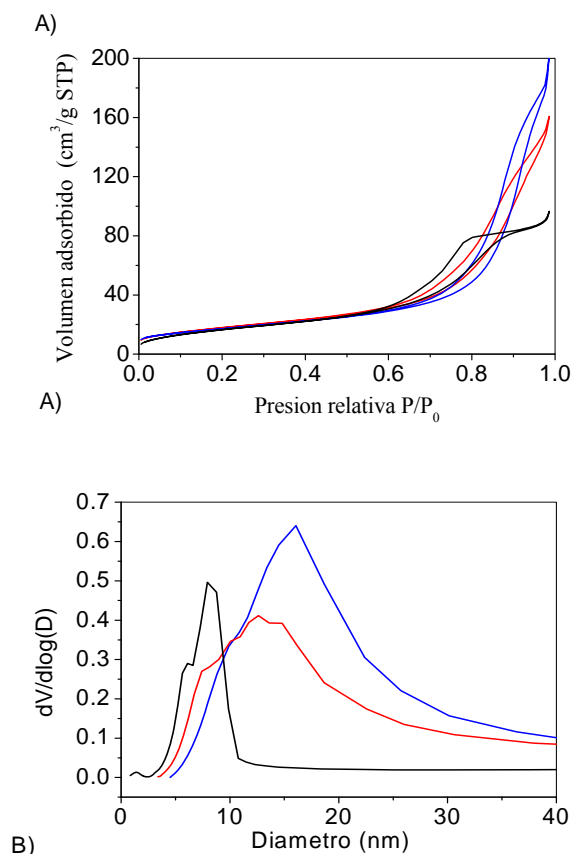 A)
200
160
120
80
40
0
Volumen adsorbido (cm³/g STP)
0.0 0.2 0.4 0.6 0.8 1.0
A)
Presion relativa P/P₀
0.7
0.6
0.5
0.4
0.3
0.2
0.1
0.0
dV/dlog(D)
0 10 20 30 40
B)
Diametro (nm)